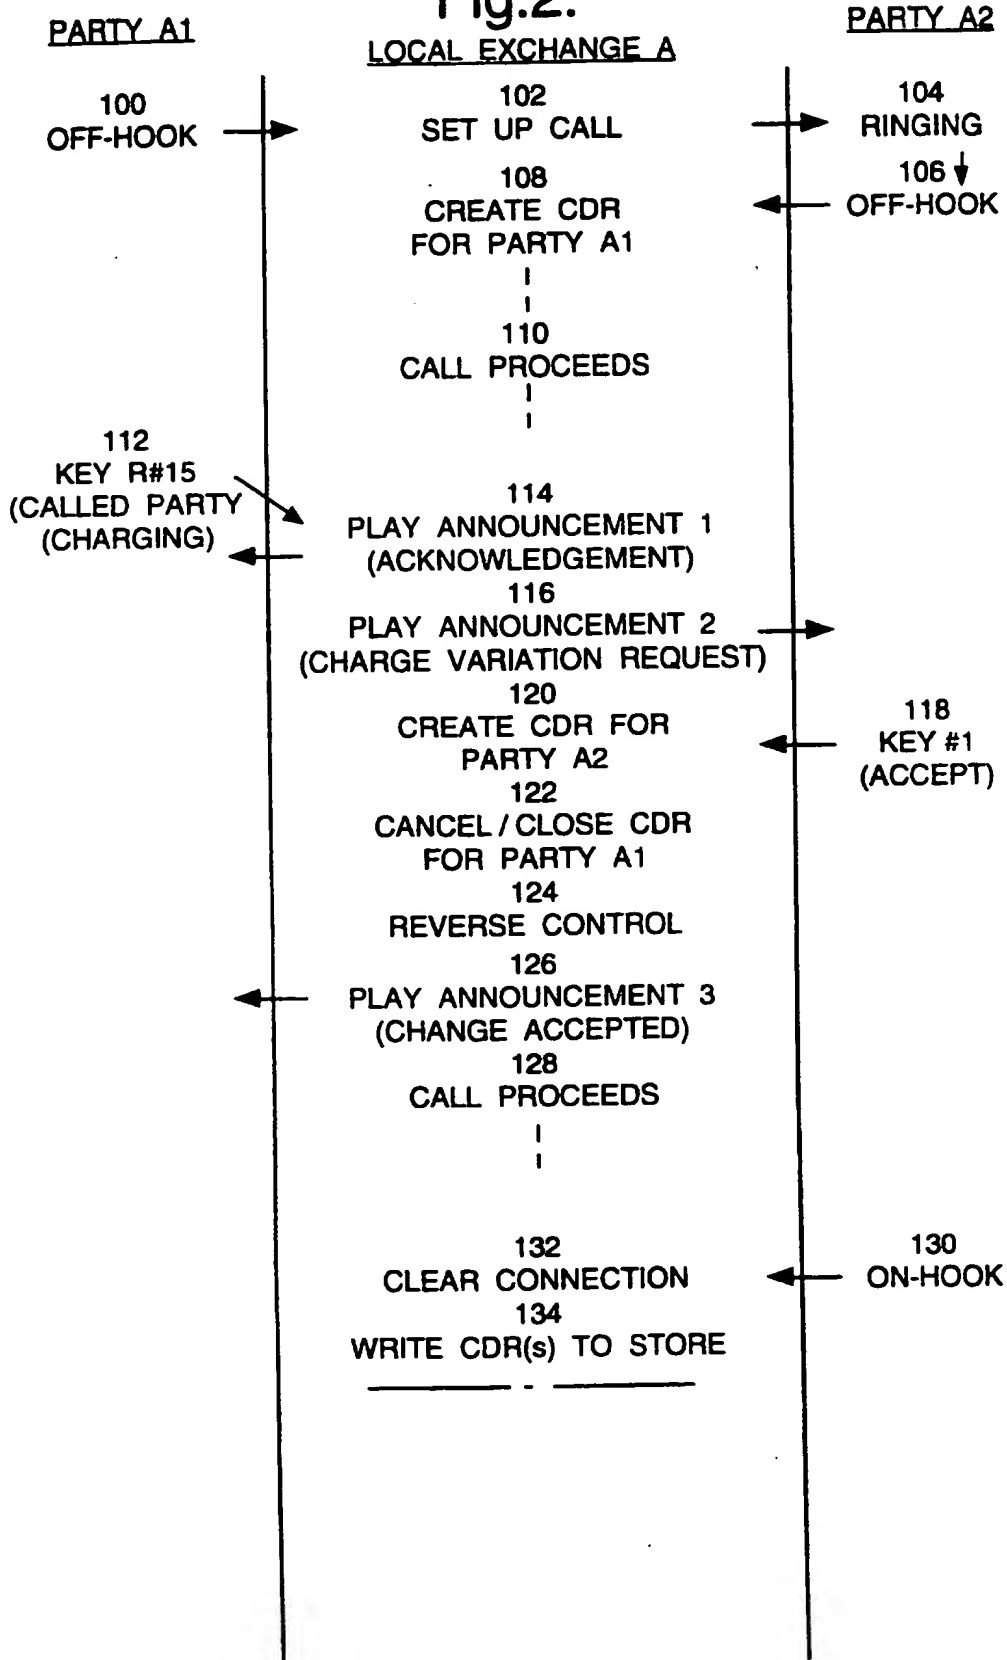 Fig.2.
PARTY A1
LOCAL EXCHANGE A
PARTY A2
100
OFF-HOOK
102
SET UP CALL
104
RINGING
106
OFF-HOOK
108
CREATE CDR
FOR PARTY A1
110
CALL PROCEEDS
112
KEY R#15
(CALLED PARTY
(CHARGING)
114
PLAY ANNOUNCEMENT 1
(ACKNOWLEDGEMENT)
116
PLAY ANNOUNCEMENT 2
(CHARGE VARIATION REQUEST)
118
KEY #1
(ACCEPT)
120
CREATE CDR FOR
PARTY A2
122
CANCEL / CLOSE CDR
FOR PARTY A1
124
REVERSE CONTROL
126
PLAY ANNOUNCEMENT 3
(CHANGE ACCEPTED)
128
CALL PROCEEDS
130
ON-HOOK
132
CLEAR CONNECTION
134
WRITE CDR(s) TO STORE